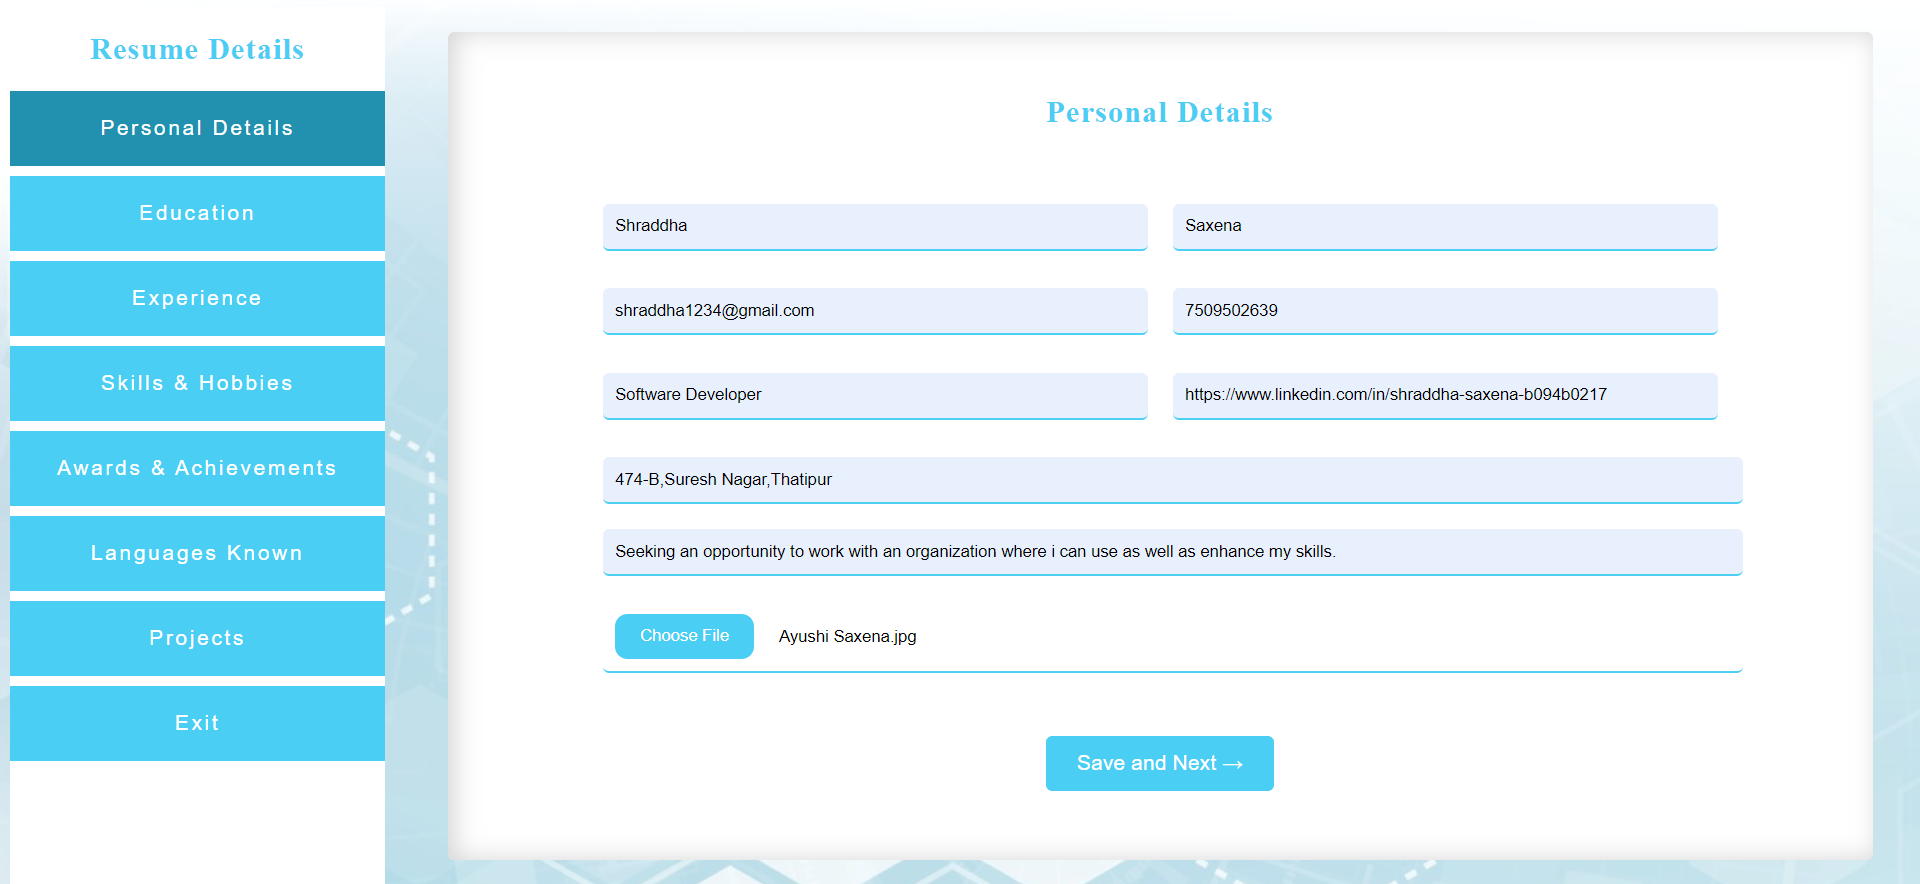 Resume Details
Personal Details
Education
Experience
Skills & Hobbies
Awards & Achievements
Languages Known
Projects
Exit
Personal Details
Shraddha
Saxena
shraddha1234@gmail.com
7509502639
Software Developer
https://www.linkedin.com/in/shraddha-saxena-b094b0217
474-B,Suresh Nagar,Thatipur
Seeking an opportunity to work with an organization where i can use as well as enhance my skills.
Choose File Ayushi Saxena.jpg
Save and Next →